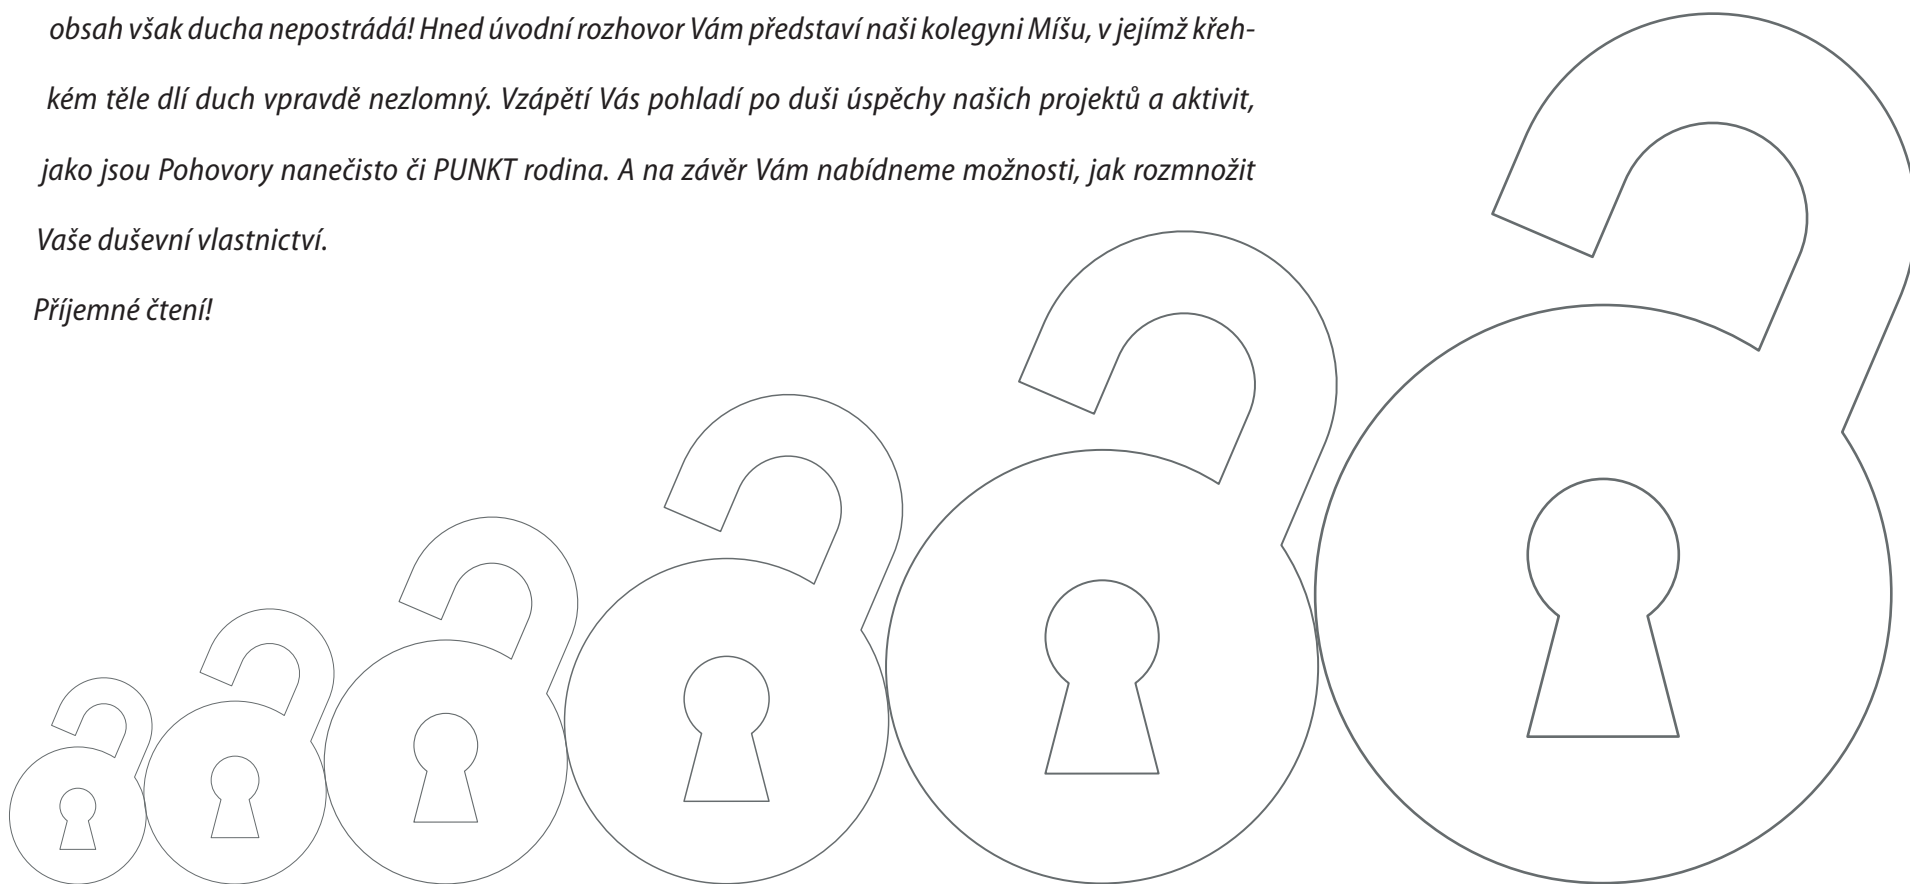 obsah však ducha nepostrádá! Hned úvodní rozhovor Vám představí naši kolegyni Míšu, v jejímž křeh-
kém těle dlí duch vpravdě nezlomný. Vzápětí Vás pohladí po duši úspěchy našich projektů a aktivit,
jako jsou Pohovory nanečisto či PUNKT rodina. A na závěr Vám nabídneme možnosti, jak rozmnožit
Vaše duševní vlastnictví.
Příjemné čtení!